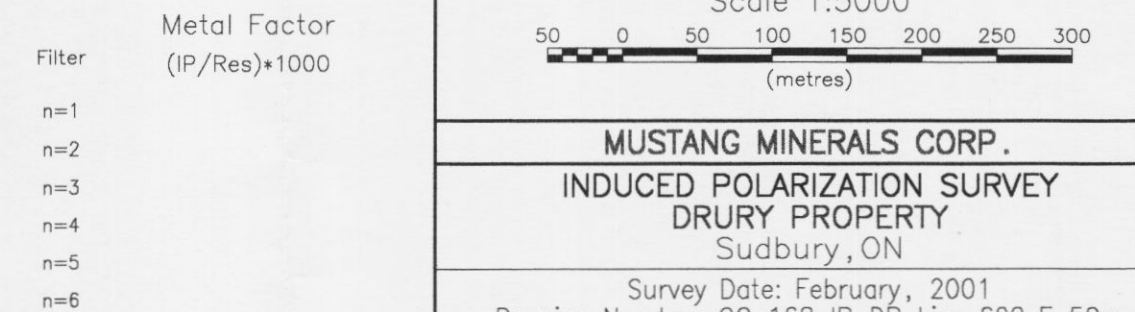 Metal Factor
Filter
(IP/Res)*1000
n=1
n=2
n=3
n=4
n=5
n=6
Scale 1:5000
50 0 50 100 150 200 250 300
(metres)
MUSTANG MINERALS CORP.
INDUCED POLARIZATION SURVEY
DRURY PROPERTY
Sudbury, ON
Survey Date: February, 2001